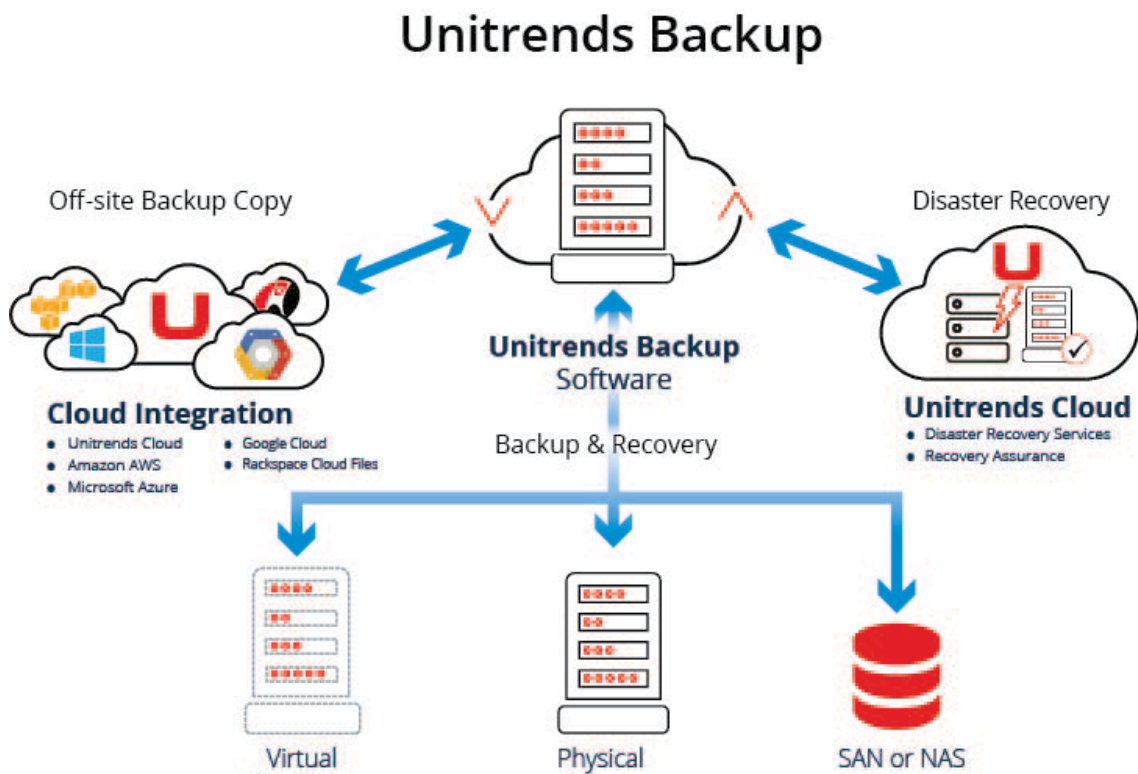 Unitrends Backup
Off-site Backup Copy
Disaster Recovery
U
U
Unitrends Backup
Software
Cloud Integration
Unitrends Cloud
Amazon AWS
Microsoft Azure
Google Cloud
Rackspace Cloud Files
Unitrends Cloud
Disaster Recovery Services
Recovery Assurance
Backup & Recovery
Virtual
Physical
SAN or NAS